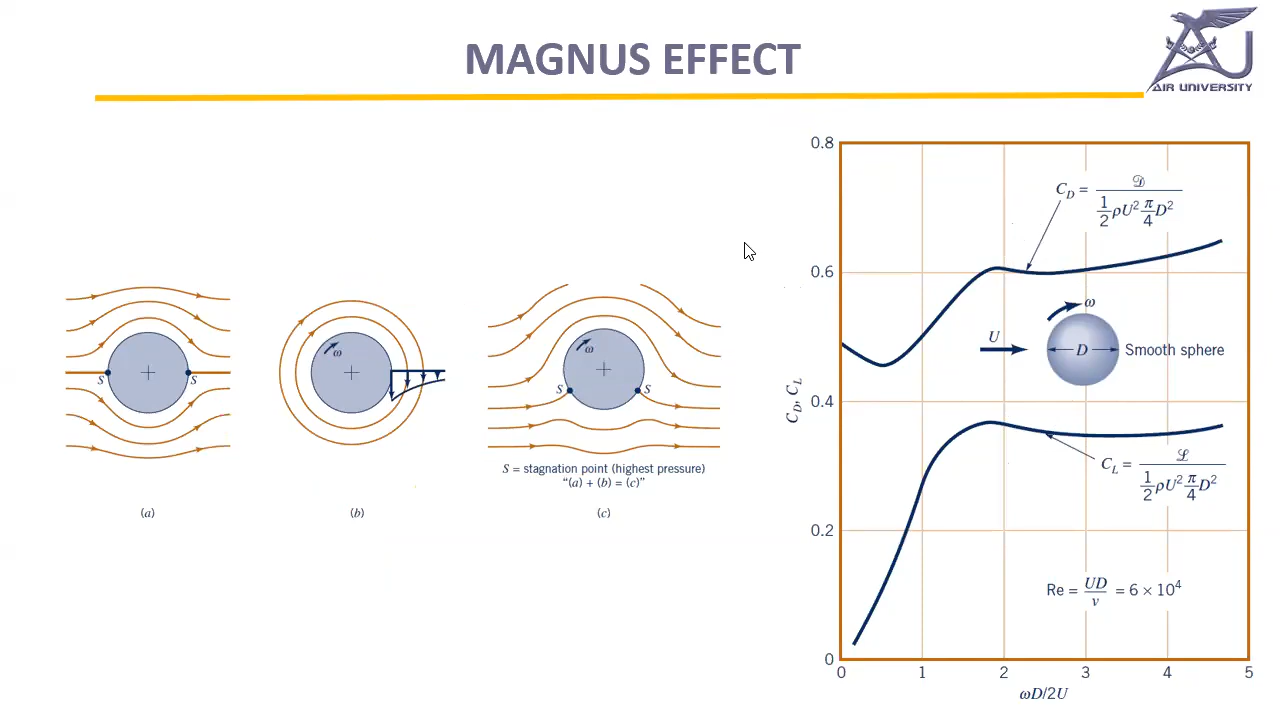 MAGNUS EFFECT
AIR UNIVERSITY
S
S
(a)
ω
(b)
ω
S
S
S = stagnation point (highest pressure)
“(a) + (b) = (c)”
(c)
0.8
0.6
0.4
0.2
0
C_D, C_L
C_D = 𝒟 / (1/2 ρU² π/4 D²)
ω
U
D
Smooth sphere
C_L = ℒ / (1/2 ρU² π/4 D²)
Re = UD/ν = 6 × 10⁴
0 1 2 3 4 5
ωD/2U